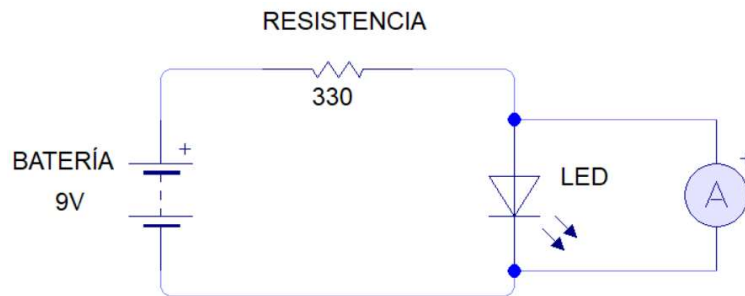 RESISTENCIA
330
+
BATERÍA
9V
LED
+
A